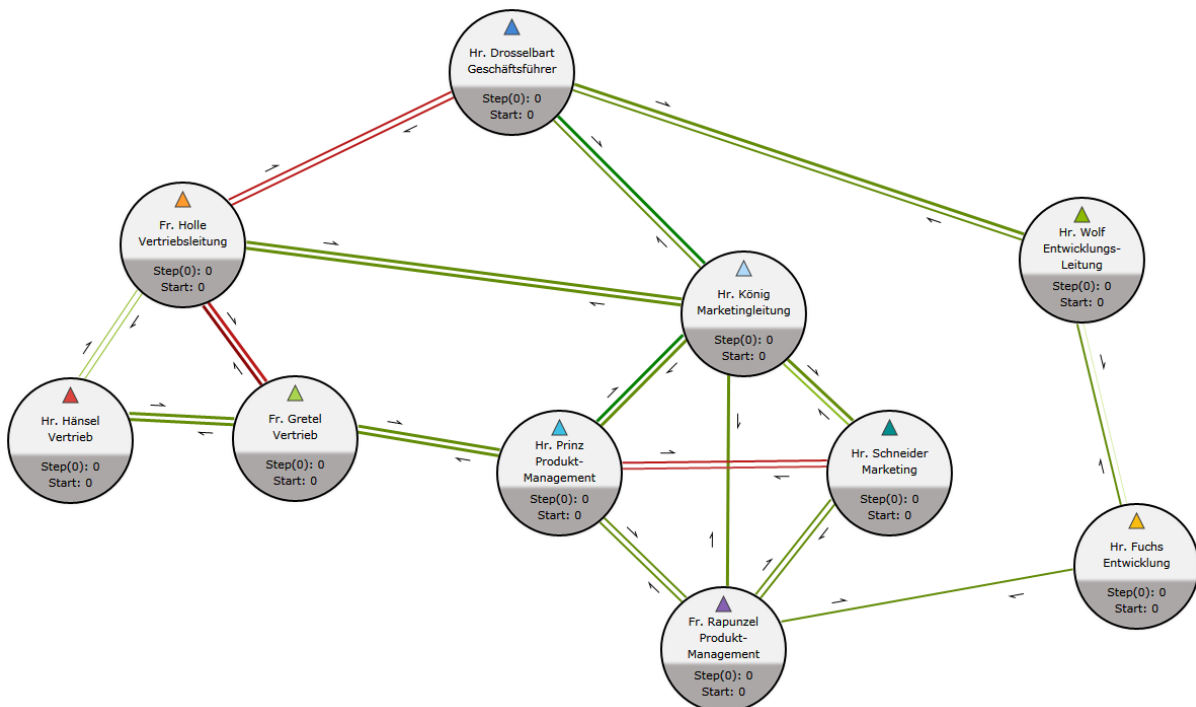 Hr. Drosselbart
Geschäftsführer
Step(0): 0
Start: 0
Fr. Holle
Vertriebsleitung
Step(0): 0
Start: 0
Hr. Wolf
Entwicklungs-
Leitung
Step(0): 0
Start: 0
Hr. König
Marketingleitung
Step(0): 0
Start: 0
Hr. Hänsel
Vertrieb
Step(0): 0
Start: 0
Fr. Gretel
Vertrieb
Step(0): 0
Start: 0
Hr. Prinz
Produkt-
Management
Step(0): 0
Start: 0
Hr. Schneider
Marketing
Step(0): 0
Start: 0
Hr. Fuchs
Entwicklung
Step(0): 0
Start: 0
Fr. Rapunzel
Produkt-
Management
Step(0): 0
Start: 0